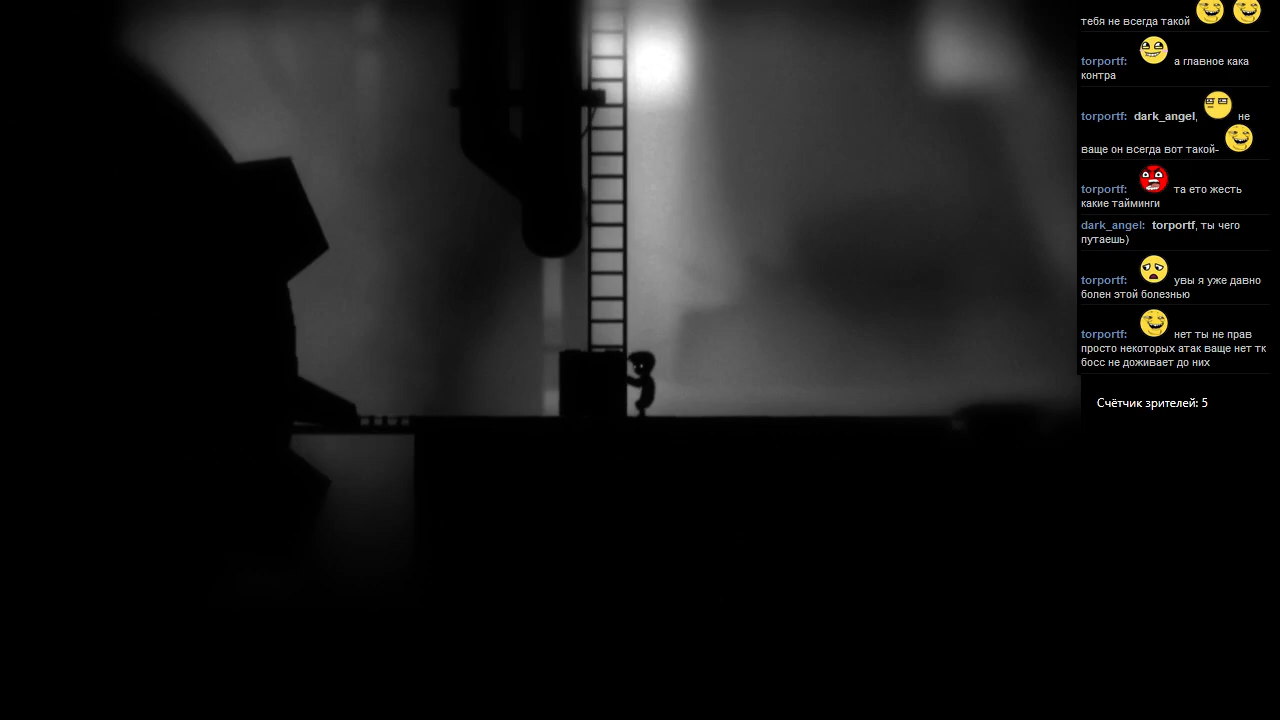 тебя не всегда такой
torportf: а главное кака
контра
torportf: dark_angel, не
ваще он всегда вот такой-
torportf: та ето жесть
какие тайминги
dark_angel: torportf, ты чего
путаешь)
torportf: увы я уже давно
болен этой болезнью
torportf: нет ты не прав
просто некоторых атак ваще нет тк
босс не доживает до них
Счётчик зрителей: 5